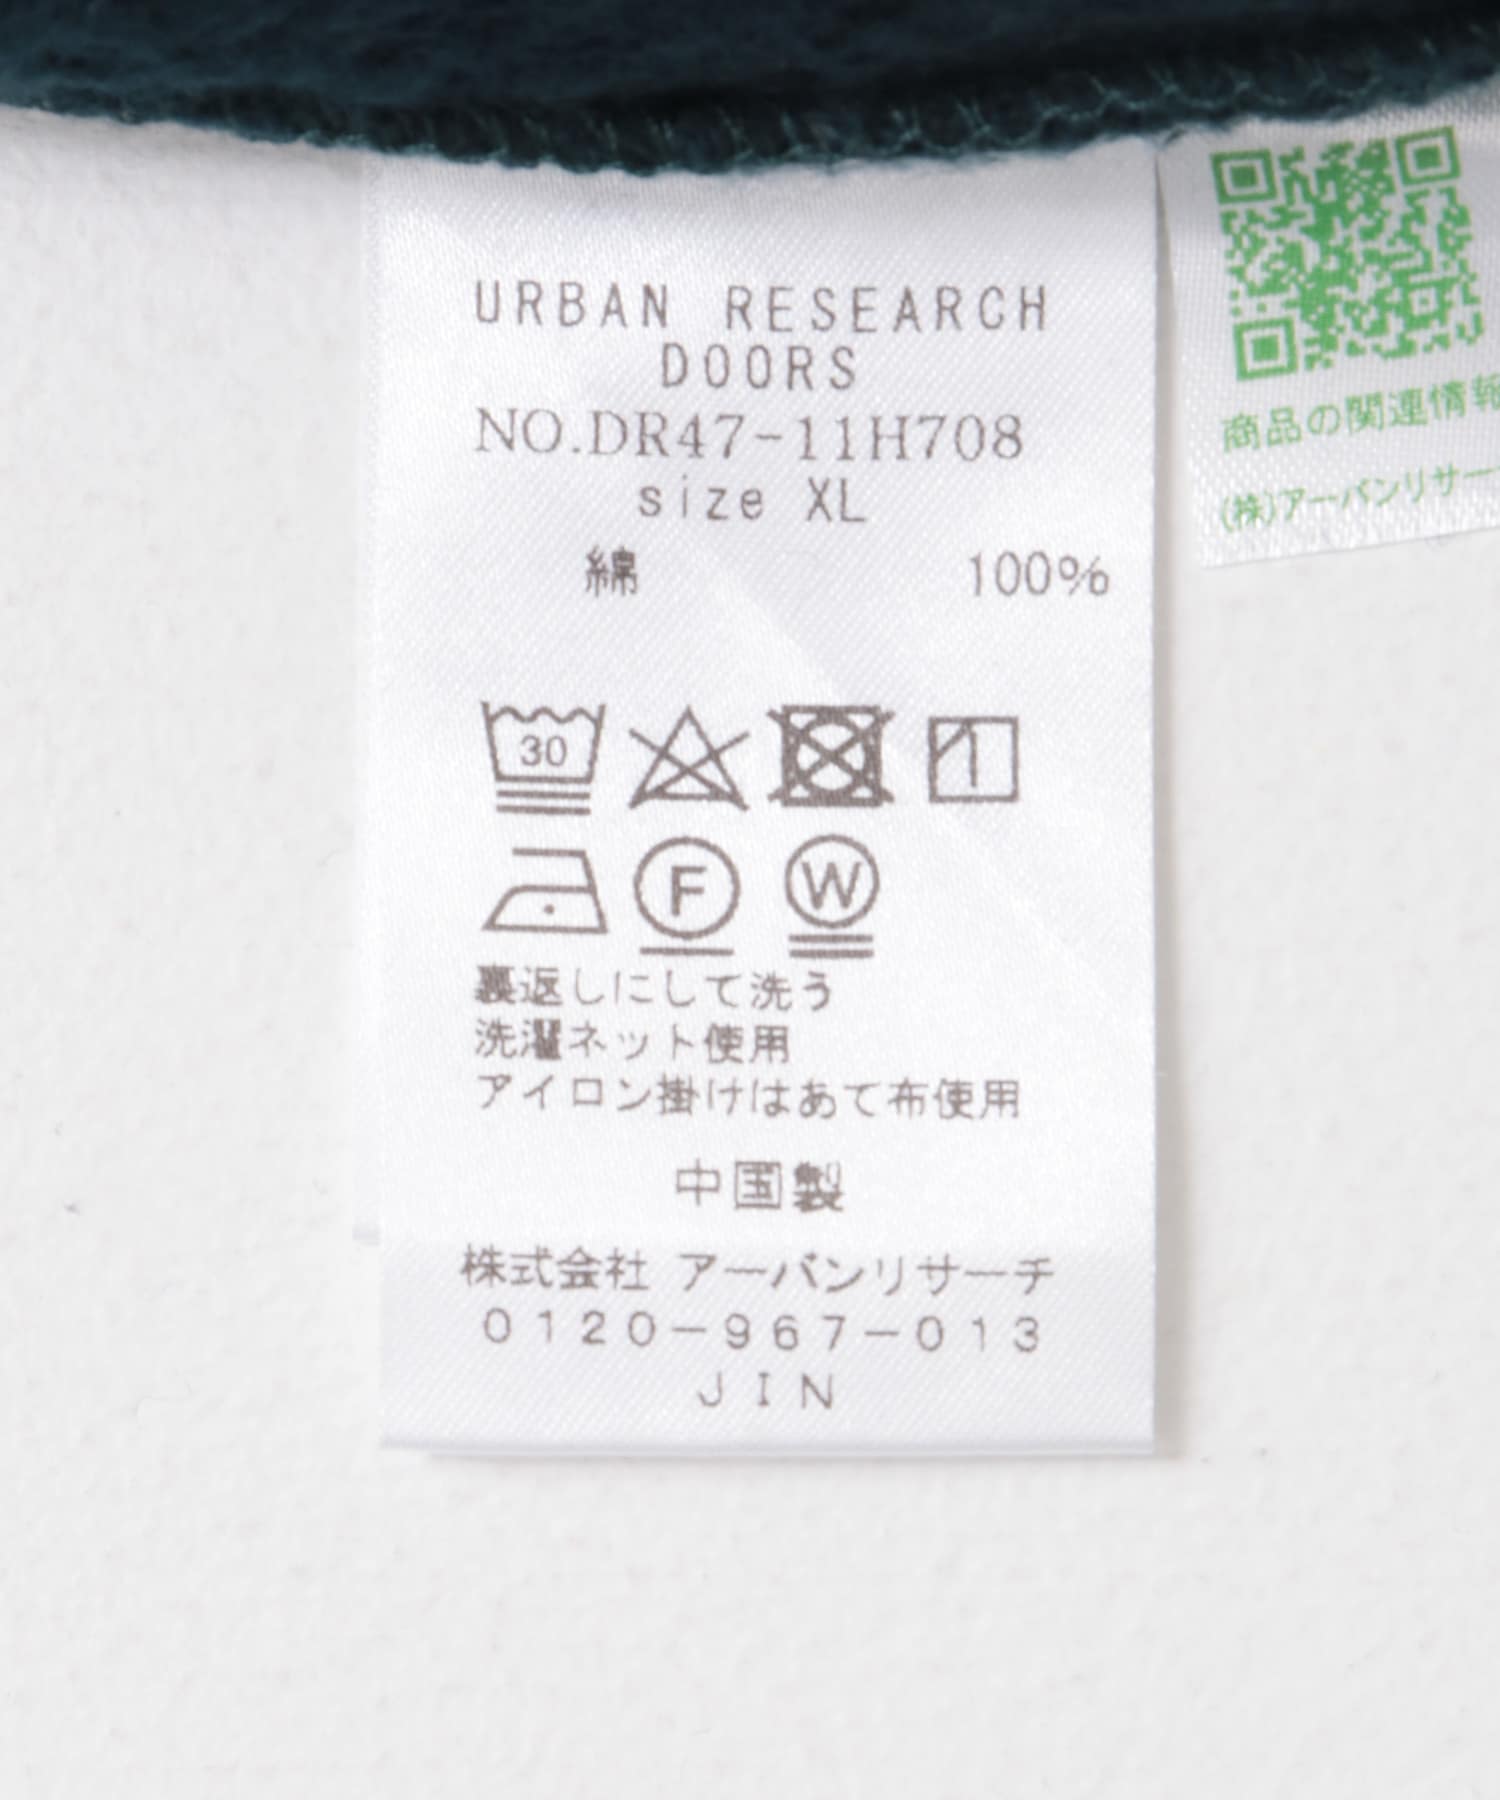 URBAN RESEARCH
DOORS
NO.DR47-11H708
size XL
綿 100%
30
F W
裏返しにして洗う
洗濯ネット使用
アイロン掛けはあて布使用
中国製
株式会社 アーバンリサーチ
0120-967-013
JIN
商品の関連情報
(株)アーバンリサー